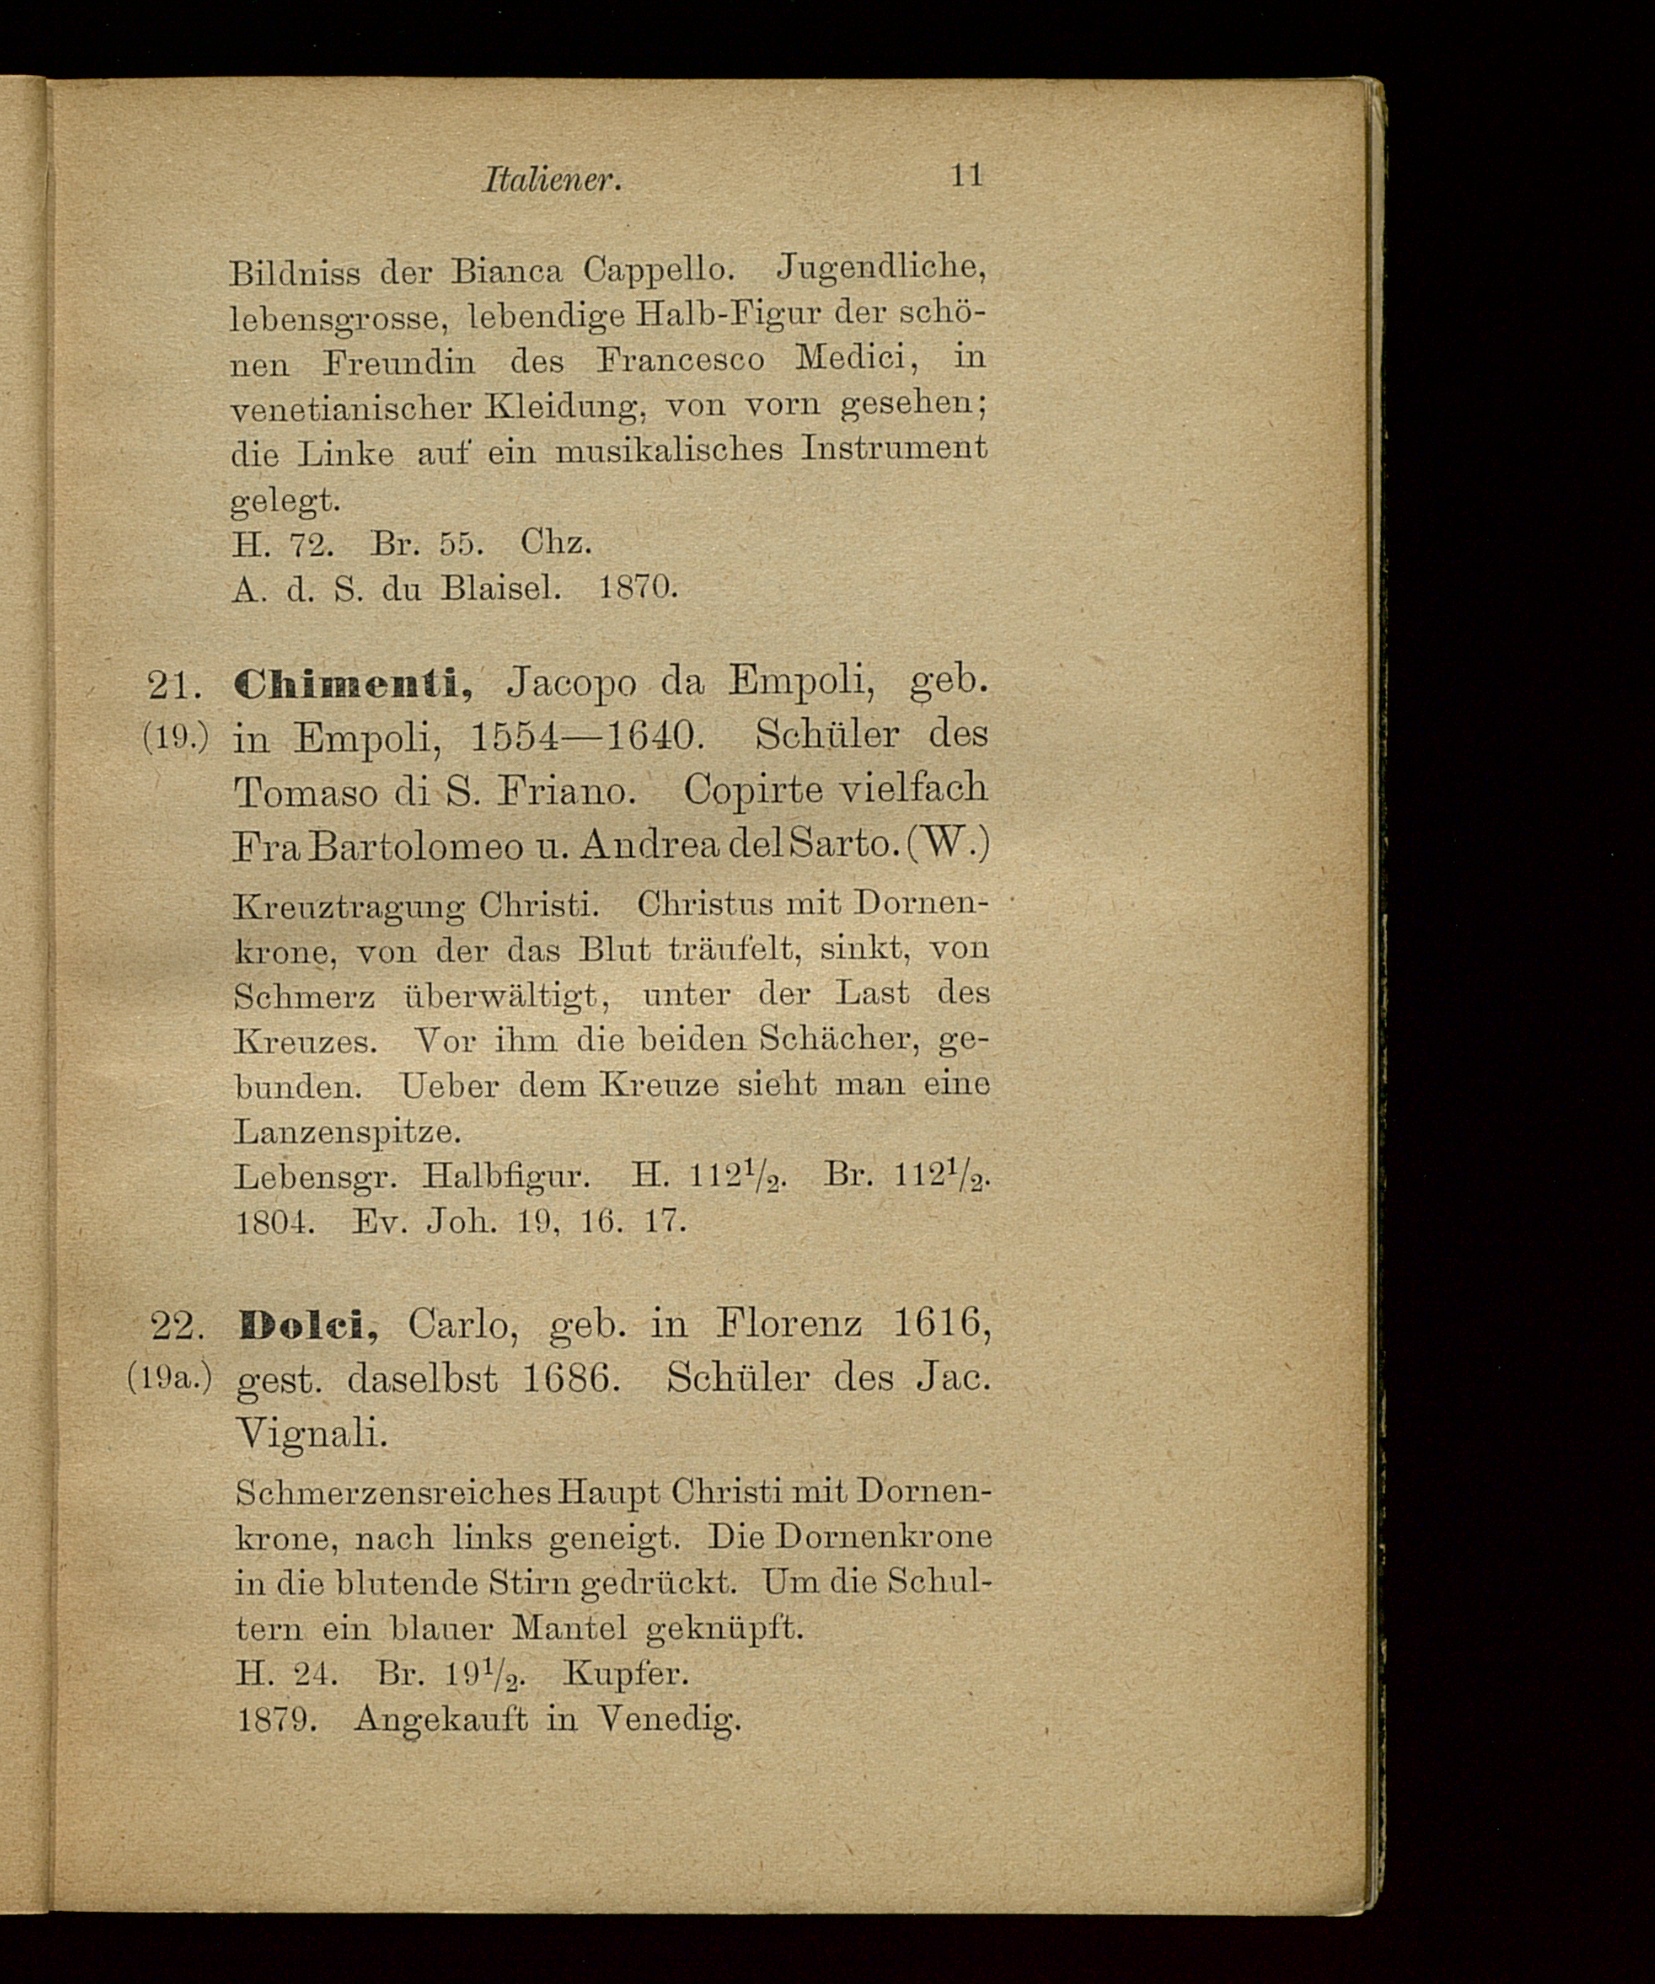 Italiener. 11
Bildniss der Bianca Cappello. Jugendliche,
lebensgrosse, lebendige Halb-Figur der schö-
nen Freundin des Francesco Medici, in
venetianischer Kleidung, von vorn gesehen;
die Linke auf ein musikalisches Instrument
gelegt.
H. 72. Br. 55. Chz.
A. d. S. du Blaisel. 1870.
21. Chimenti, Jacopo da Empoli, geb.
(19.) in Empoli, 1554—1640. Schüler des
Tomaso di S. Friano. Copirte vielfach
Fra Bartolomeo u. Andrea del Sarto. (W.)
Kreuztragung Christi. Christus mit Dornen-
krone, von der das Blut träufelt, sinkt, von
Schmerz überwältigt, unter der Last des
Kreuzes. Vor ihm die beiden Schächer, ge-
bunden. Ueber dem Kreuze sieht man eine
Lanzenspitze.
Lebensgr. Halbfigur. H. 112½. Br. 112½.
1804. Ev. Joh. 19, 16. 17.
22. Dolci, Carlo, geb. in Florenz 1616,
(19a.) gest. daselbst 1686. Schüler des Jac.
Vignali.
Schmerzensreiches Haupt Christi mit Dornen-
krone, nach links geneigt. Die Dornenkrone
in die blutende Stirn gedrückt. Um die Schul-
tern ein blauer Mantel geknüpft.
H. 24. Br. 19½. Kupfer.
1879. Angekauft in Venedig.